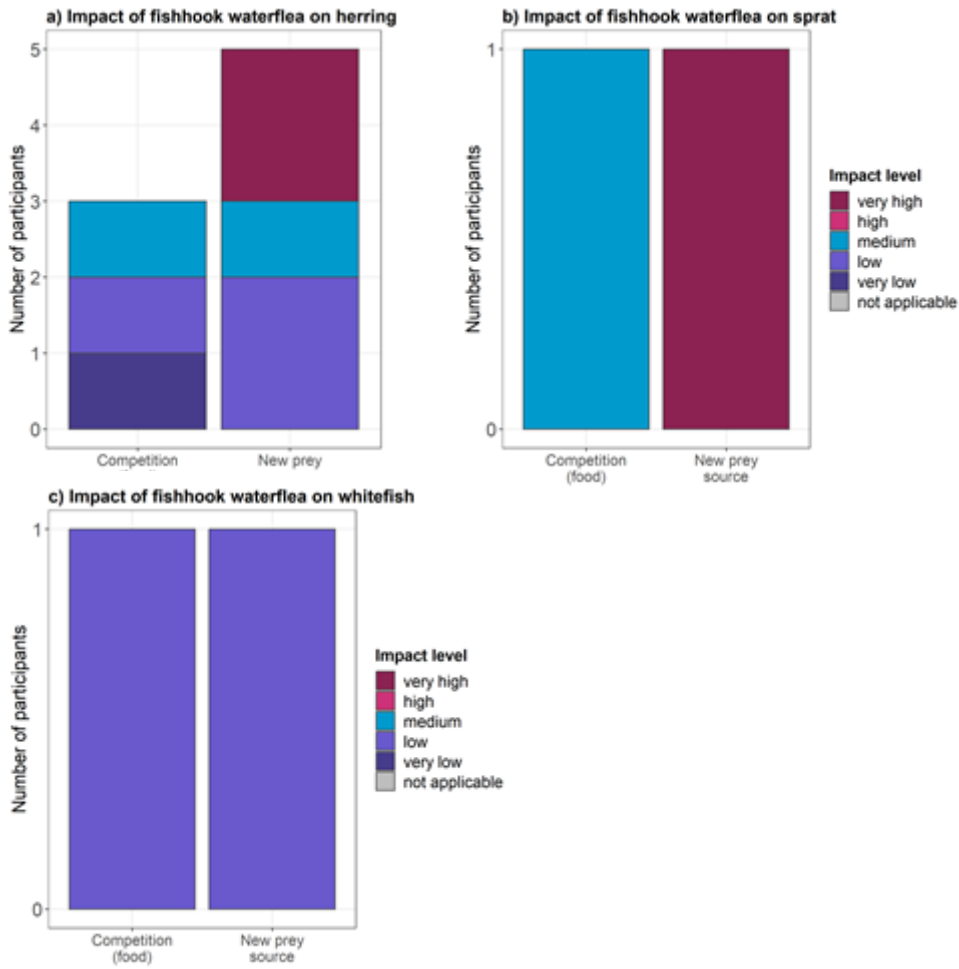 a) Impact of fishhook waterflea on herring
Number of participants
5
4
3
2
1
0
Competition
New prey
b) Impact of fishhook waterflea on sprat
Number of participants
1
0
Competition
(food)
New prey
source
Impact level
very high
high
medium
low
very low
not applicable
c) Impact of fishhook waterflea on whitefish
Number of participants
1
0
Competition
(food)
New prey
source
Impact level
very high
high
medium
low
very low
not applicable